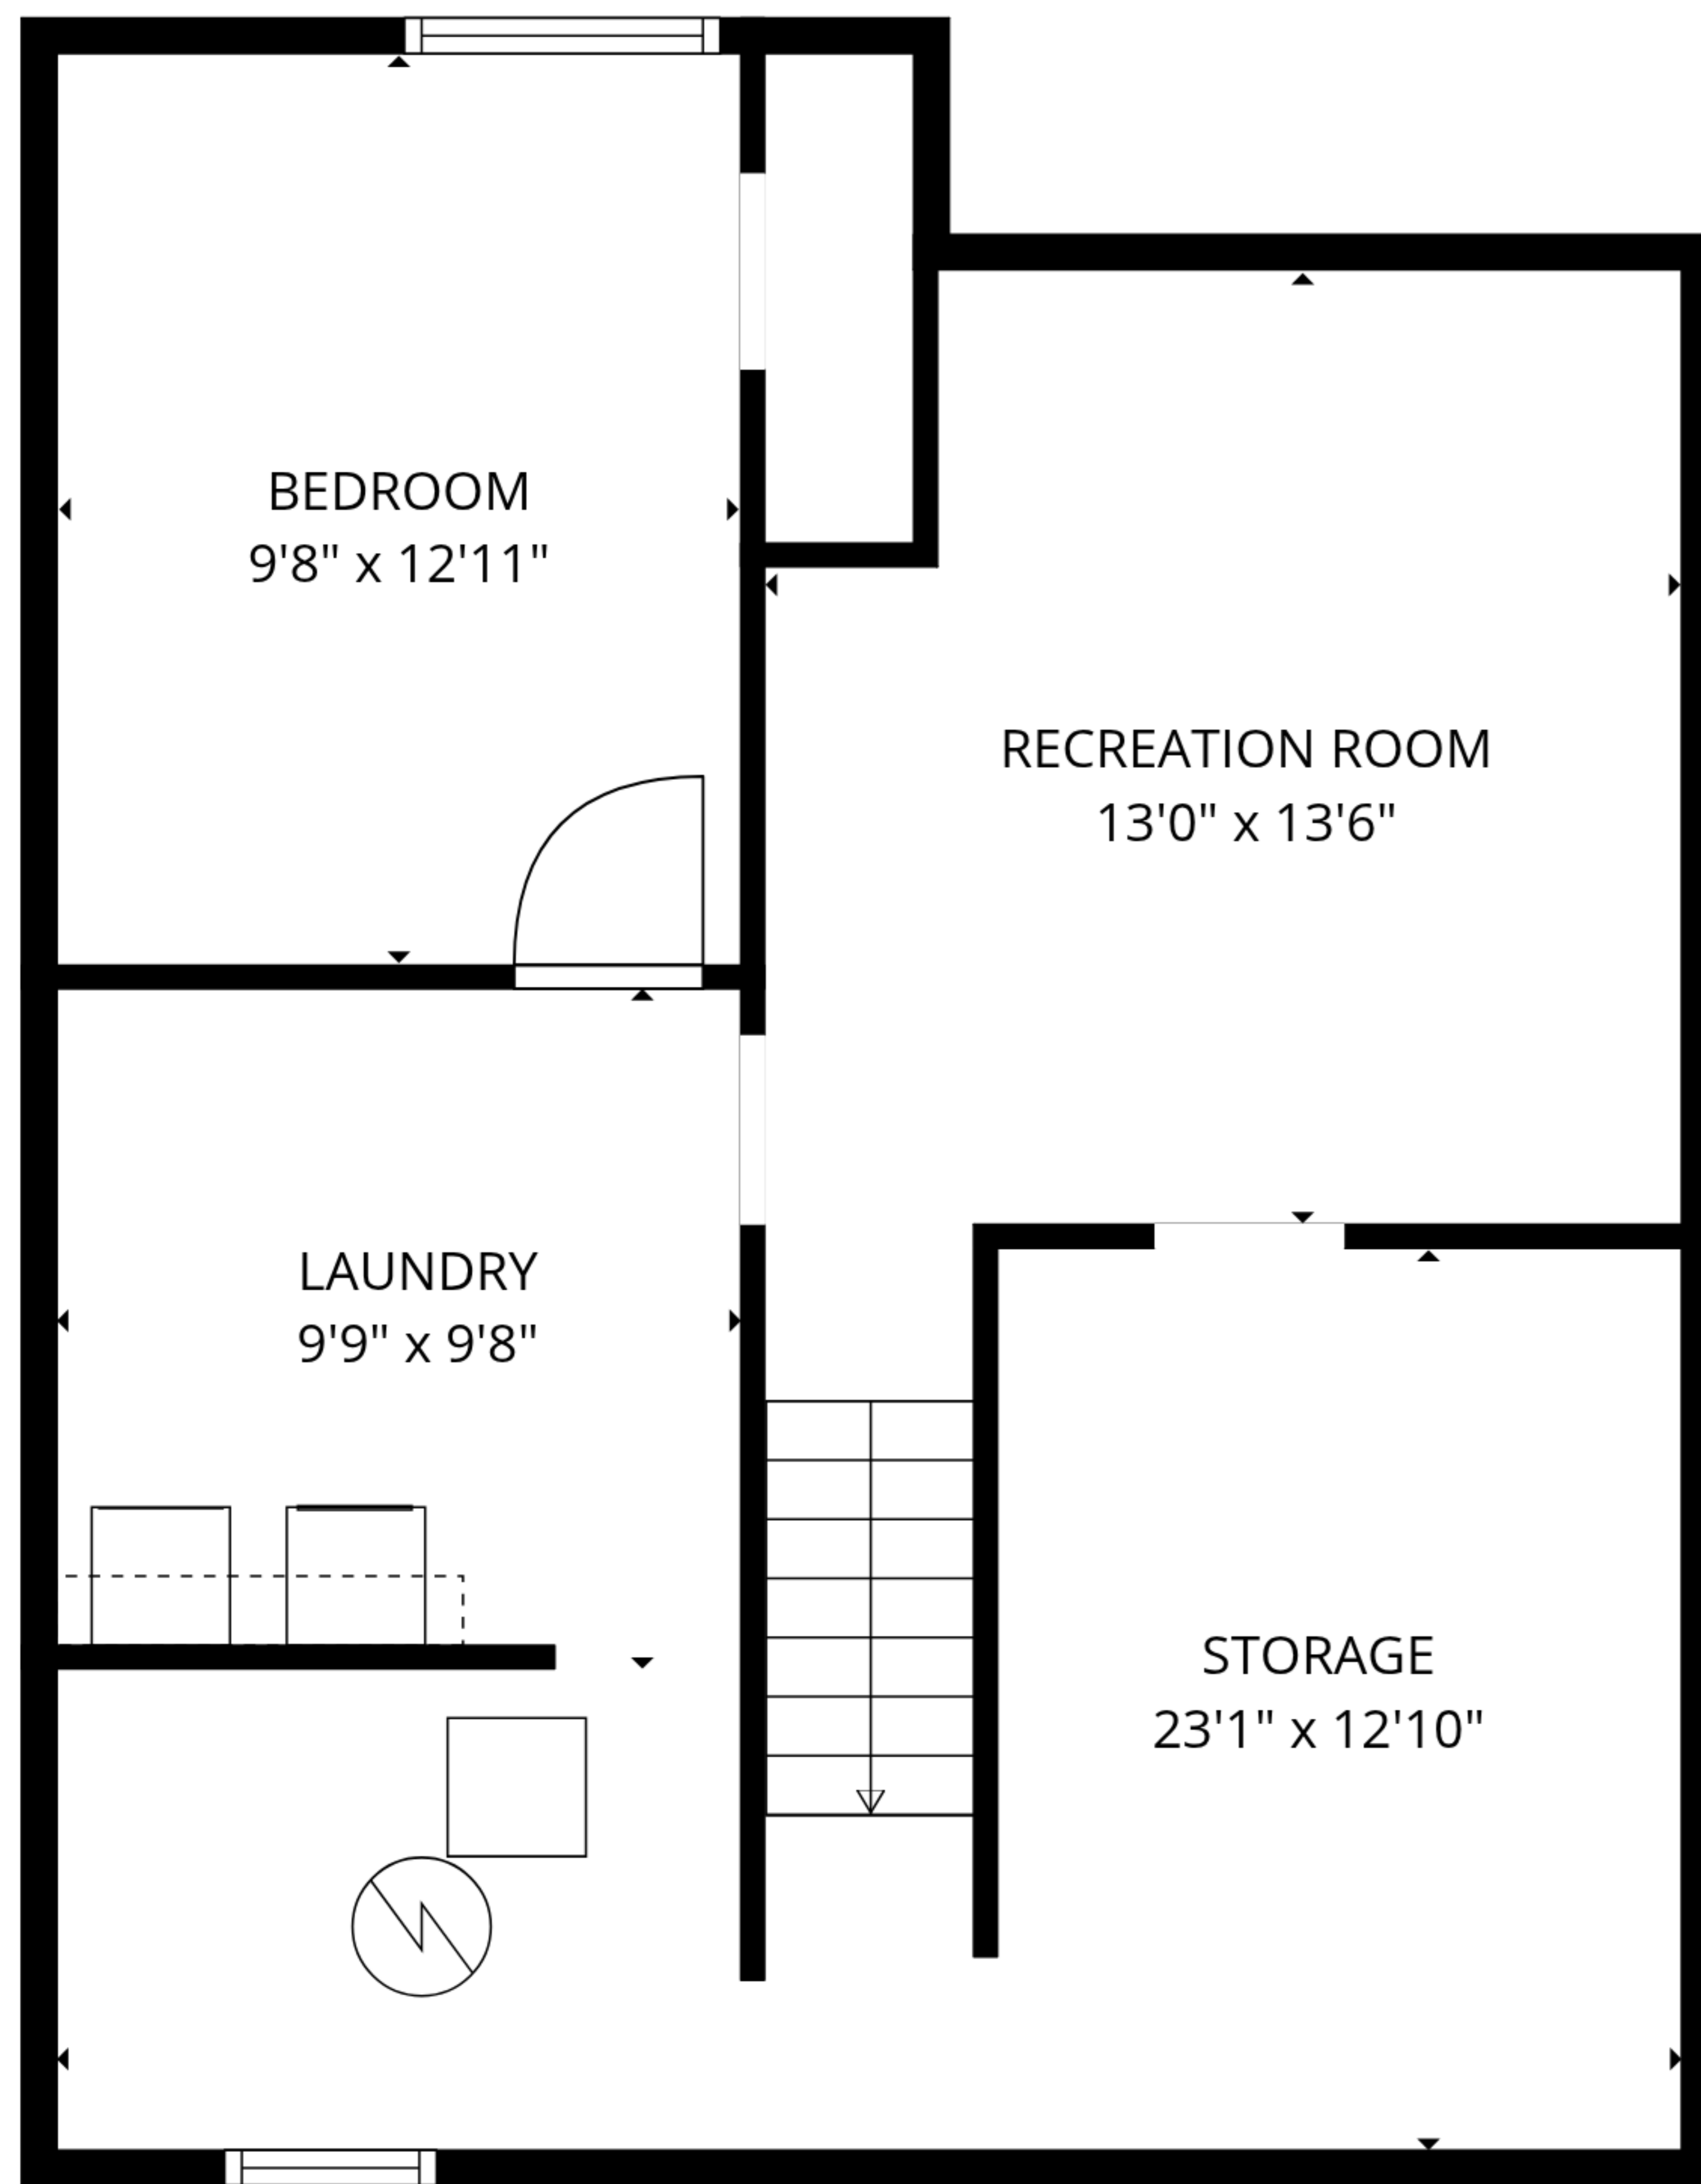 BEDROOM
9'8" x 12'11"
RECREATION ROOM
13'0" x 13'6"
LAUNDRY
9'9" x 9'8"
STORAGE
23'1" x 12'10"